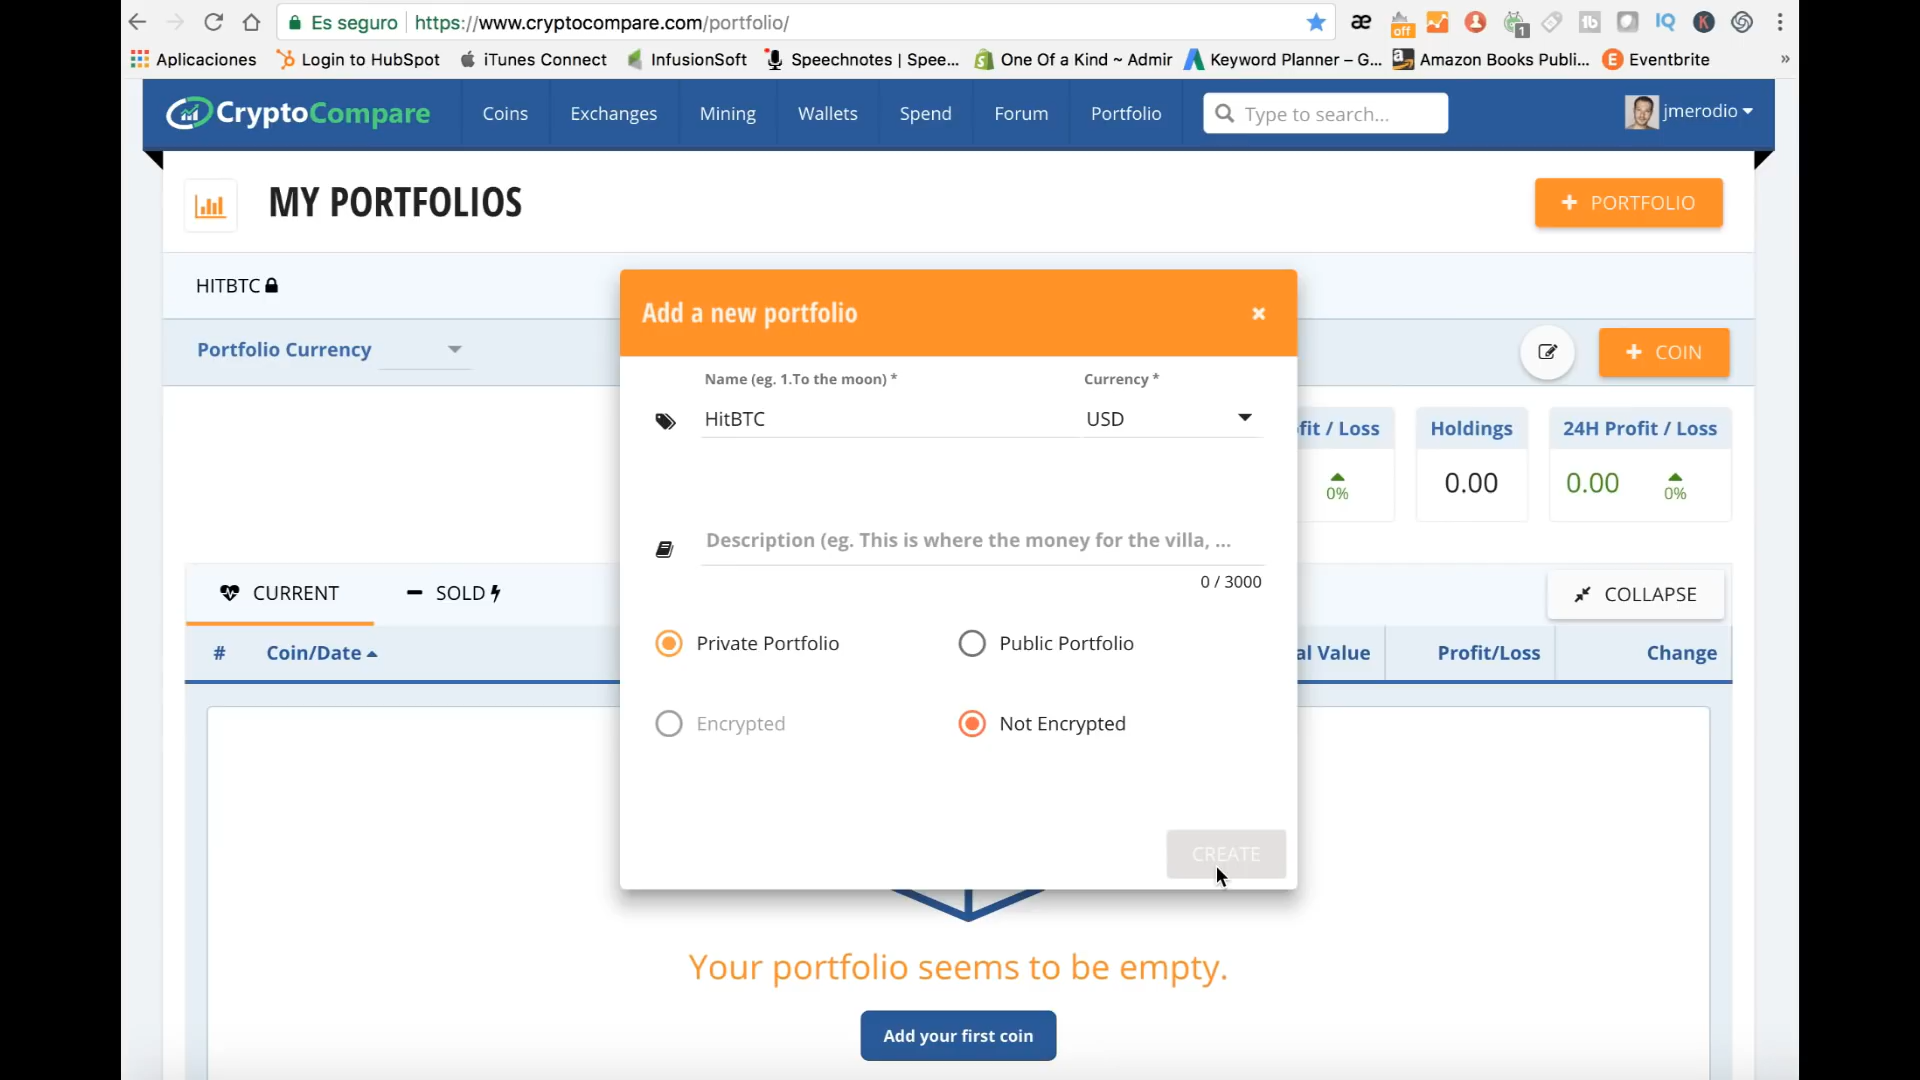 Es seguro https://www.cryptocompare.com/portfolio/
æ off 1 tb IQ K
Aplicaciones Login to HubSpot iTunes Connect InfusionSoft Speechnotes | Spee... One Of a Kind ~ Admir Keyword Planner – G... a Amazon Books Publi... E Eventbrite »
CryptoCompare Coins Exchanges Mining Wallets Spend Forum Portfolio Type to search... jmerodio
MY PORTFOLIOS
+ PORTFOLIO
HITBTC
Portfolio Currency
+ COIN
Add a new portfolio ×
Name (eg. 1.To the moon) * Currency *
HitBTC USD
Description (eg. This is where the money for the villa, ...
0 / 3000
Private Portfolio Public Portfolio
Encrypted Not Encrypted
CREATE
fit / Loss Holdings 24H Profit / Loss
0% 0.00 0.00 0%
CURRENT SOLD
COLLAPSE
# Coin/Date al Value Profit/Loss Change
Your portfolio seems to be empty.
Add your first coin